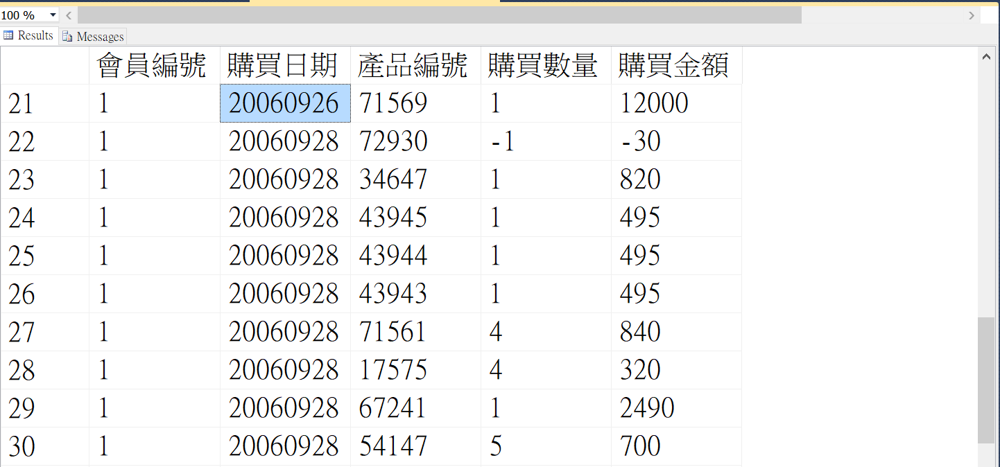 100 %
Results Messages
會員編號 購買日期 產品編號 購買數量 購買金額
21 1 20060926 71569 1 12000
22 1 20060928 72930 -1 -30
23 1 20060928 34647 1 820
24 1 20060928 43945 1 495
25 1 20060928 43944 1 495
26 1 20060928 43943 1 495
27 1 20060928 71561 4 840
28 1 20060928 17575 4 320
29 1 20060928 67241 1 2490
30 1 20060928 54147 5 700